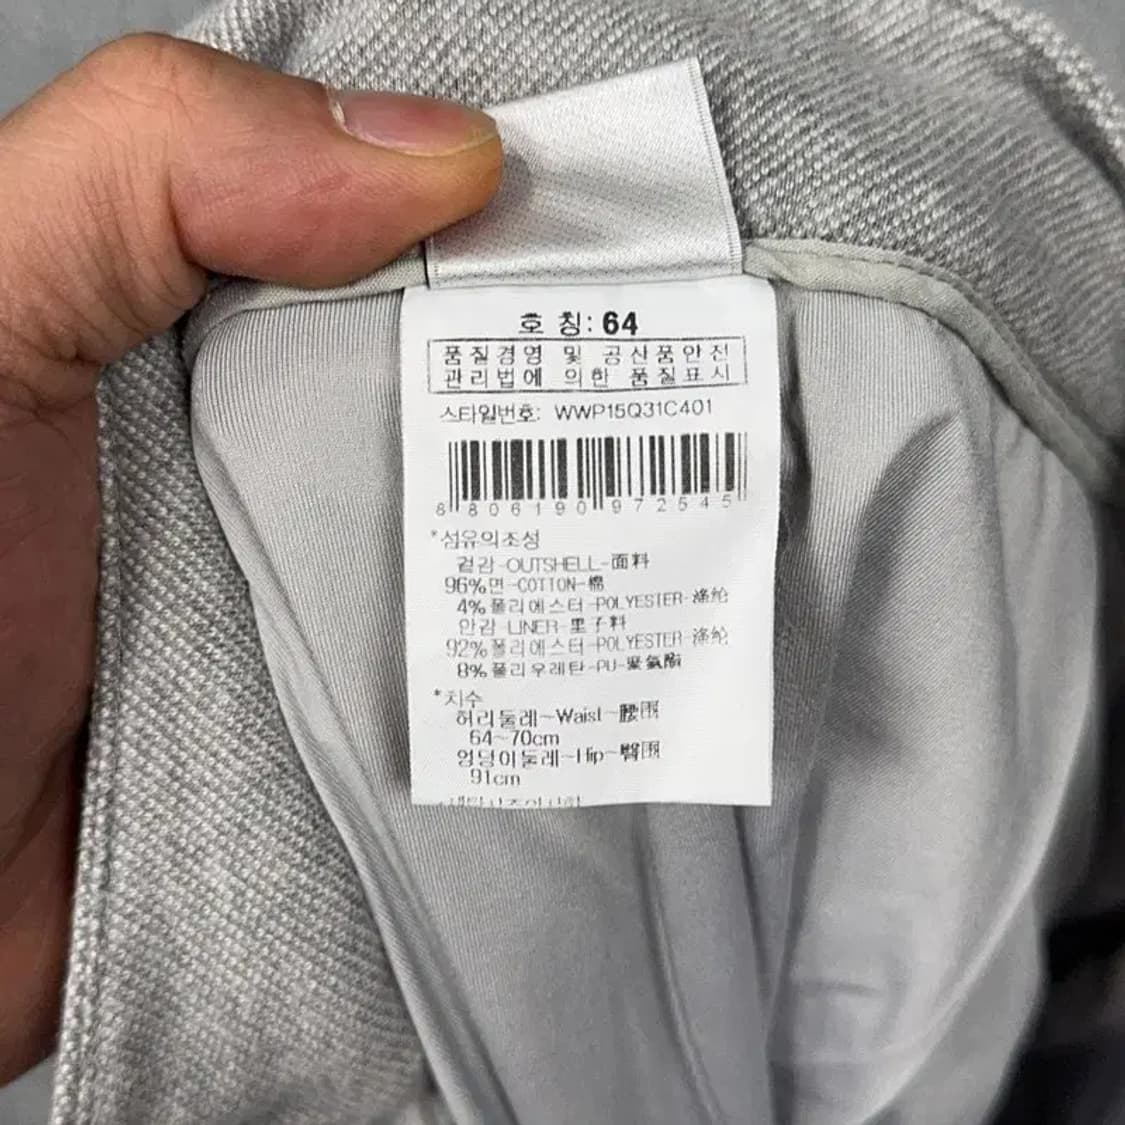 호 칭: 64
품질경영 및 공산품안전
관리법에 의한 품질표시
스타일번호: WWP15Q31C401
8 806190 972545
*섬유의조성
겉감-OUTSHELL-面料
96%면-COTTON-棉
4%폴리에스터-POLYESTER-涤纶
안감-LINER-里子料
92%폴리에스터-POLYESTER-涤纶
8%폴리우레탄-PU-聚氨酯
*치수
허리둘레~Waist~腰围
64~70cm
엉덩이둘레~Hip~臀围
91cm